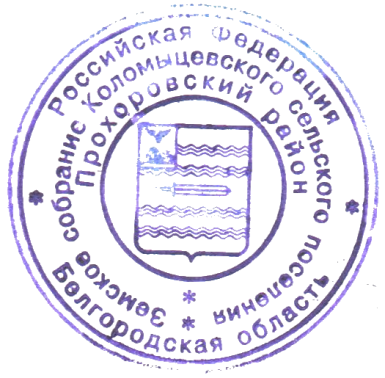 Российская Федерация
Белгородская область
Земское собрание Коломыцевского сельского поселения
Прохоровский район